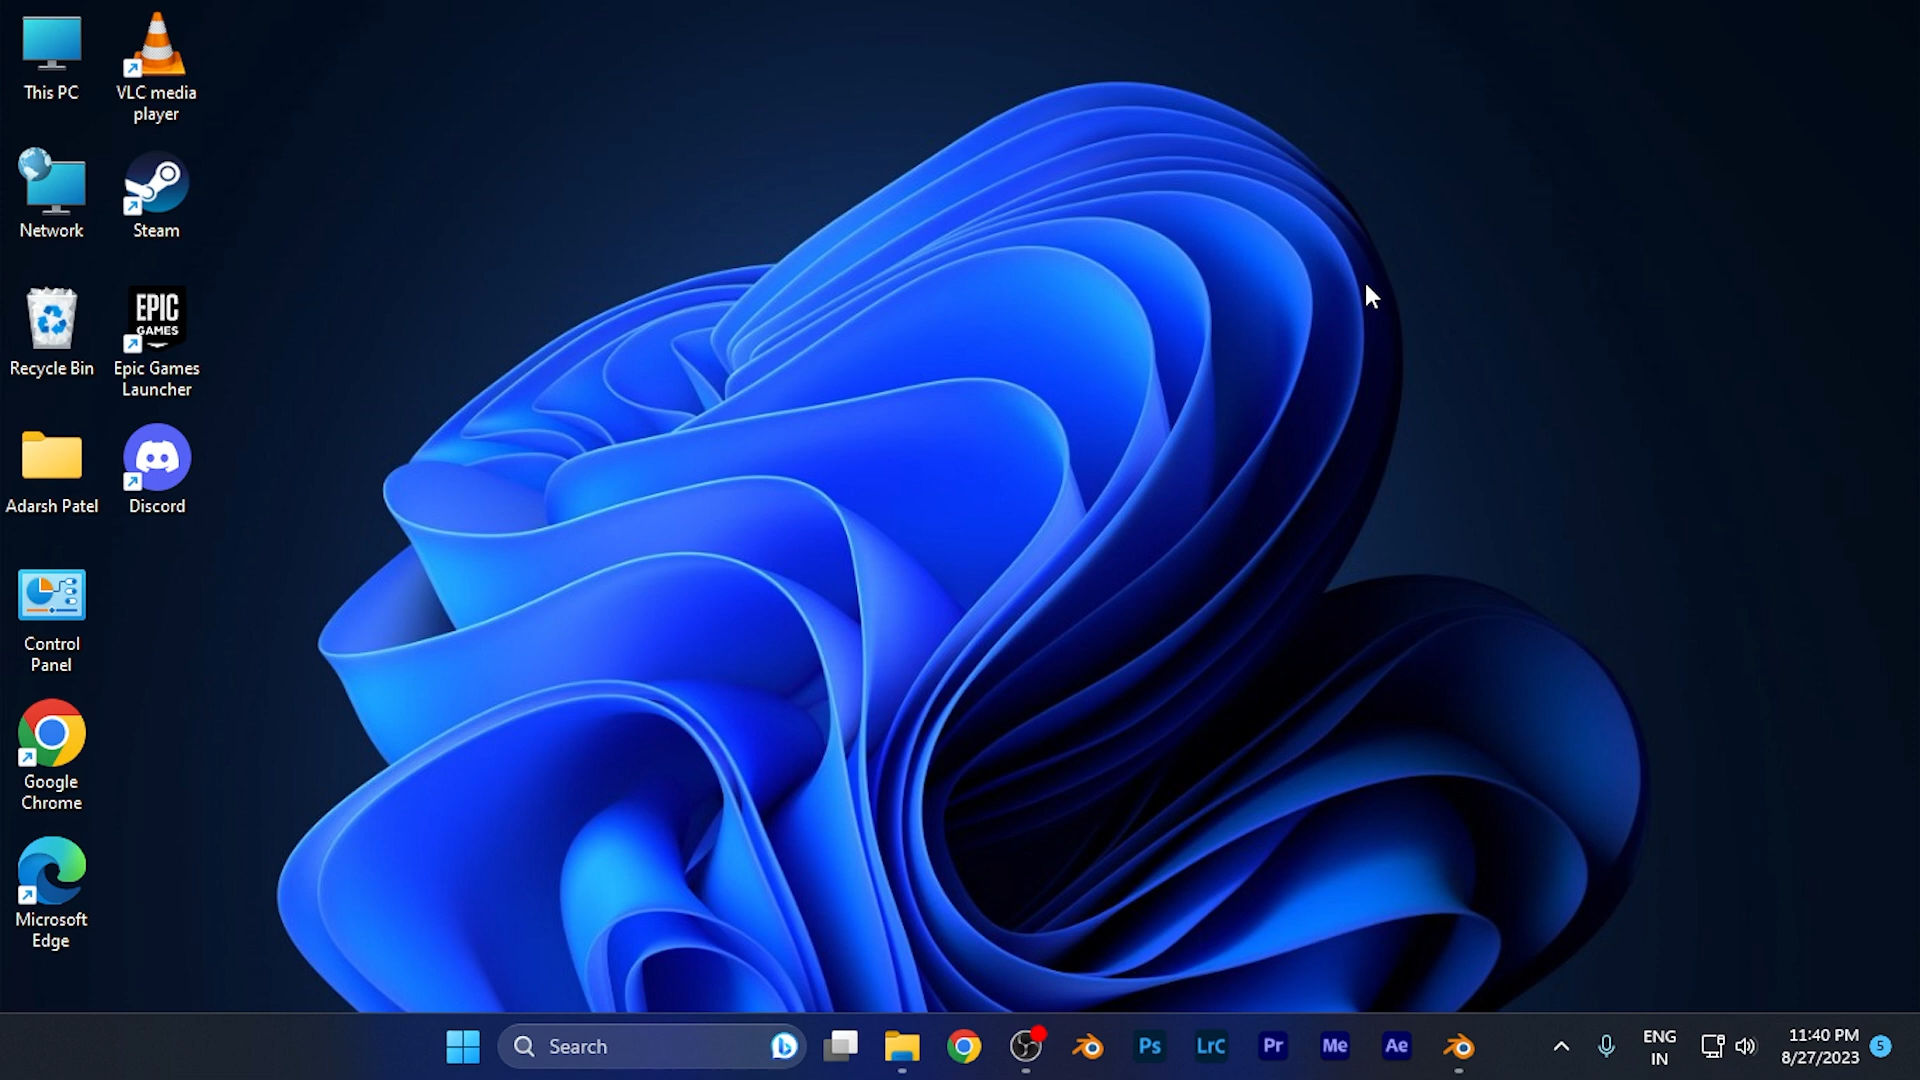 This PC
VLC media
player
Network
Steam
Recycle Bin
EPIC
GAMES
Epic Games
Launcher
Adarsh Patel
Discord
Control
Panel
Google
Chrome
Microsoft
Edge
Search
Ps
LrC
Pr
Me
Ae
ENG
IN
11:40 PM
8/27/2023
5